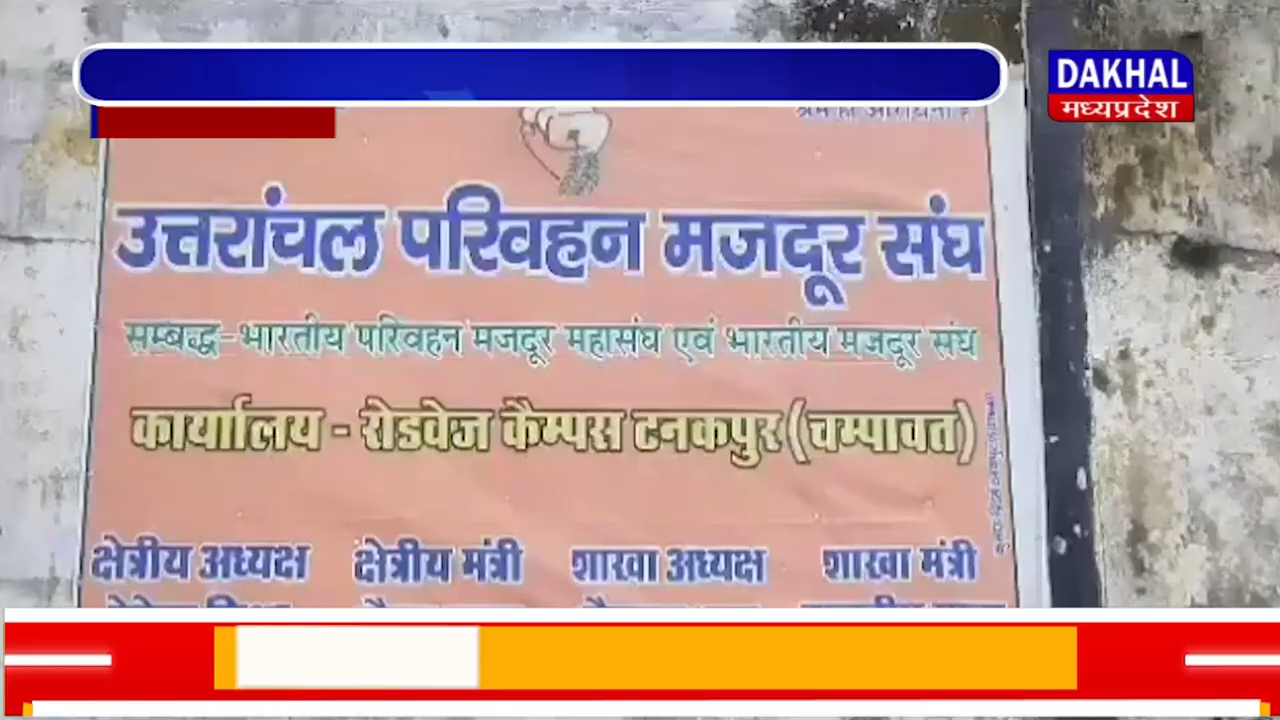 DAKHAL
मध्यप्रदेश
उत्तरांचल परिवहन मजदूर संघ
सम्बद्ध-भारतीय परिवहन मजदूर महासंघ एवं भारतीय मजदूर संघ
कार्यालय - रोडवेज कैम्पस टनकपुर (चम्पावत)
क्षेत्रीय अध्यक्ष क्षेत्रीय मंत्री शाखा अध्यक्ष शाखा मंत्री